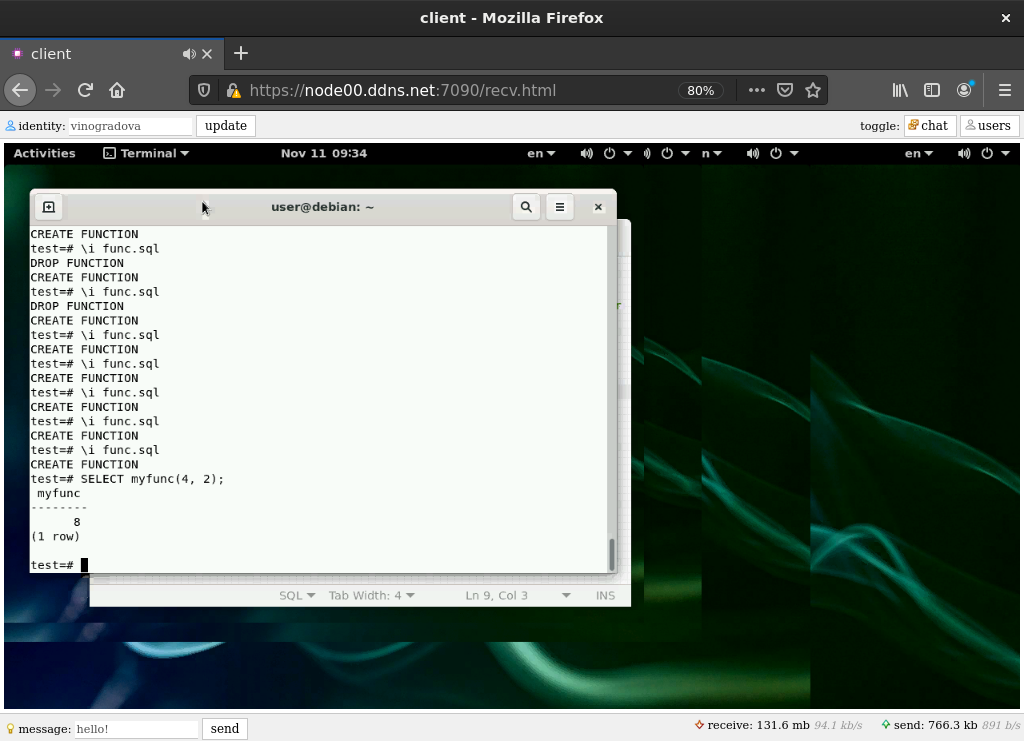 client - Mozilla Firefox
client
https://node00.ddns.net:7090/recv.html
80%
identity: vinogradova update
toggle: chat users
Activities Terminal Nov 11 09:34 en n en
user@debian: ~
CREATE FUNCTION
test=# \i func.sql
DROP FUNCTION
CREATE FUNCTION
test=# \i func.sql
DROP FUNCTION
CREATE FUNCTION
test=# \i func.sql
CREATE FUNCTION
test=# \i func.sql
CREATE FUNCTION
test=# \i func.sql
CREATE FUNCTION
test=# \i func.sql
CREATE FUNCTION
test=# \i func.sql
CREATE FUNCTION
test=# SELECT myfunc(4, 2);
myfunc
--------
8
(1 row)
test=#
SQL Tab Width: 4 Ln 9, Col 3 INS
message: hello! send
receive: 131.6 mb 94.1 kb/s send: 766.3 kb 891 b/s